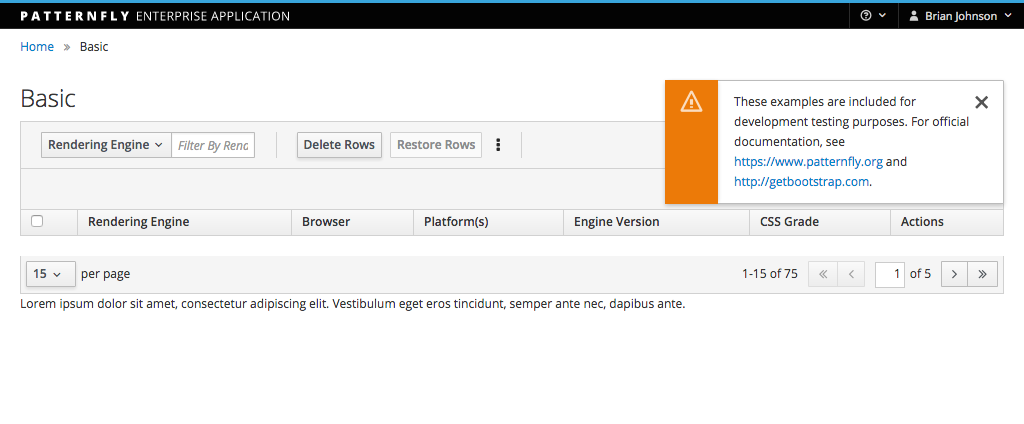 PATTERNFLY ENTERPRISE APPLICATION
Brian Johnson
Home » Basic
Basic
These examples are included for
development testing purposes. For official
documentation, see
https://www.patternfly.org and
http://getbootstrap.com.
Rendering Engine
Filter By Renc
Delete Rows
Restore Rows
Rendering Engine Browser Platform(s) Engine Version CSS Grade Actions
15 per page 1-15 of 75 « < 1 of 5 > »
Lorem ipsum dolor sit amet, consectetur adipiscing elit. Vestibulum eget eros tincidunt, semper ante nec, dapibus ante.